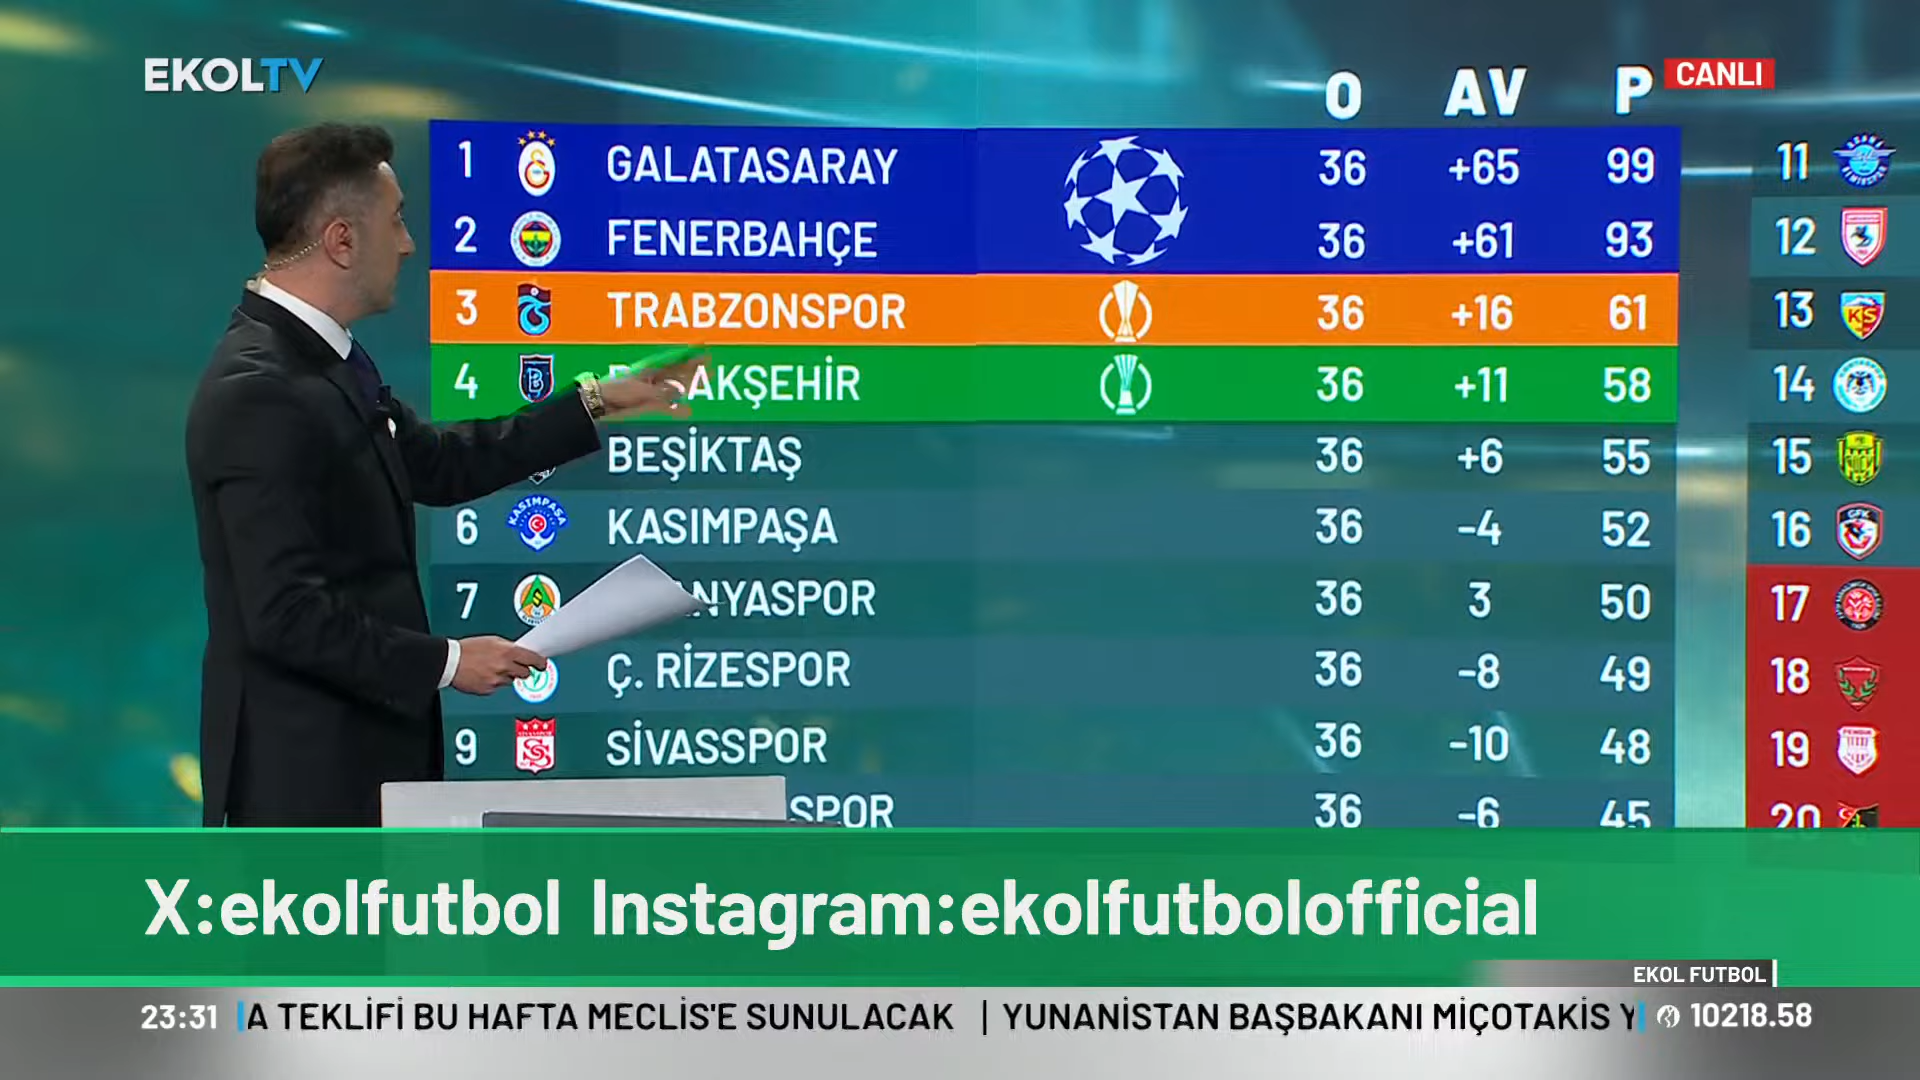 EKOLTV
CANLI
O AV P
1 GALATASARAY 36 +65 99
2 FENERBAHÇE 36 +61 93
3 TRABZONSPOR 36 +16 61
4 36 +11 58
BEŞİKTAŞ 36 +6 55
6 KASIMPAŞA 36 -4 52
7 36 3 50
Ç. RİZESPOR 36 -8 49
9 SİVASSPOR 36 -10 48
36 -6 45
11
12
13
14
15
16
17
18
19
20
X:ekolfutbol Instagram:ekolfutbolofficial
EKOL FUTBOL
23:31 A TEKLİFİ BU HAFTA MECLİS'E SUNULACAK | YUNANİSTAN BAŞBAKANI MİÇOTAKİS 10218.58